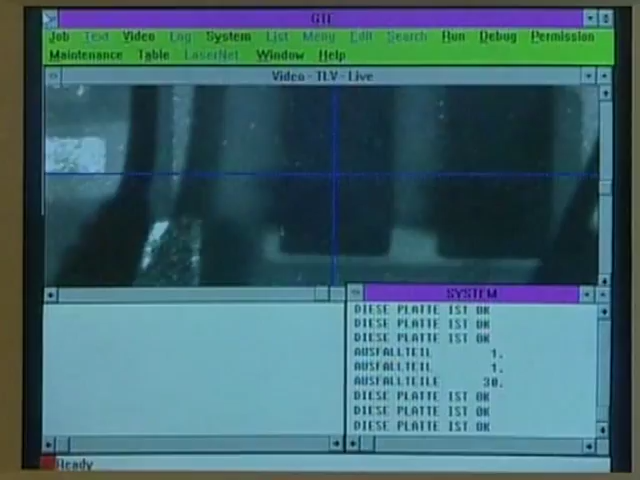 GTF
Job Text Video Log System List Menu Edit Search Run Debug Permission
Maintenance Table LaserNet Window Help
Video - TLV - Live
SYSTEM
DIESE PLATTE IST OK
DIESE PLATTE IST OK
DIESE PLATTE IST OK
AUSFALLTEIL 1.
AUSFALLTEIL 1.
AUSFALLTEILE 30.
DIESE PLATTE IST OK
DIESE PLATTE IST OK
DIESE PLATTE IST OK
Ready